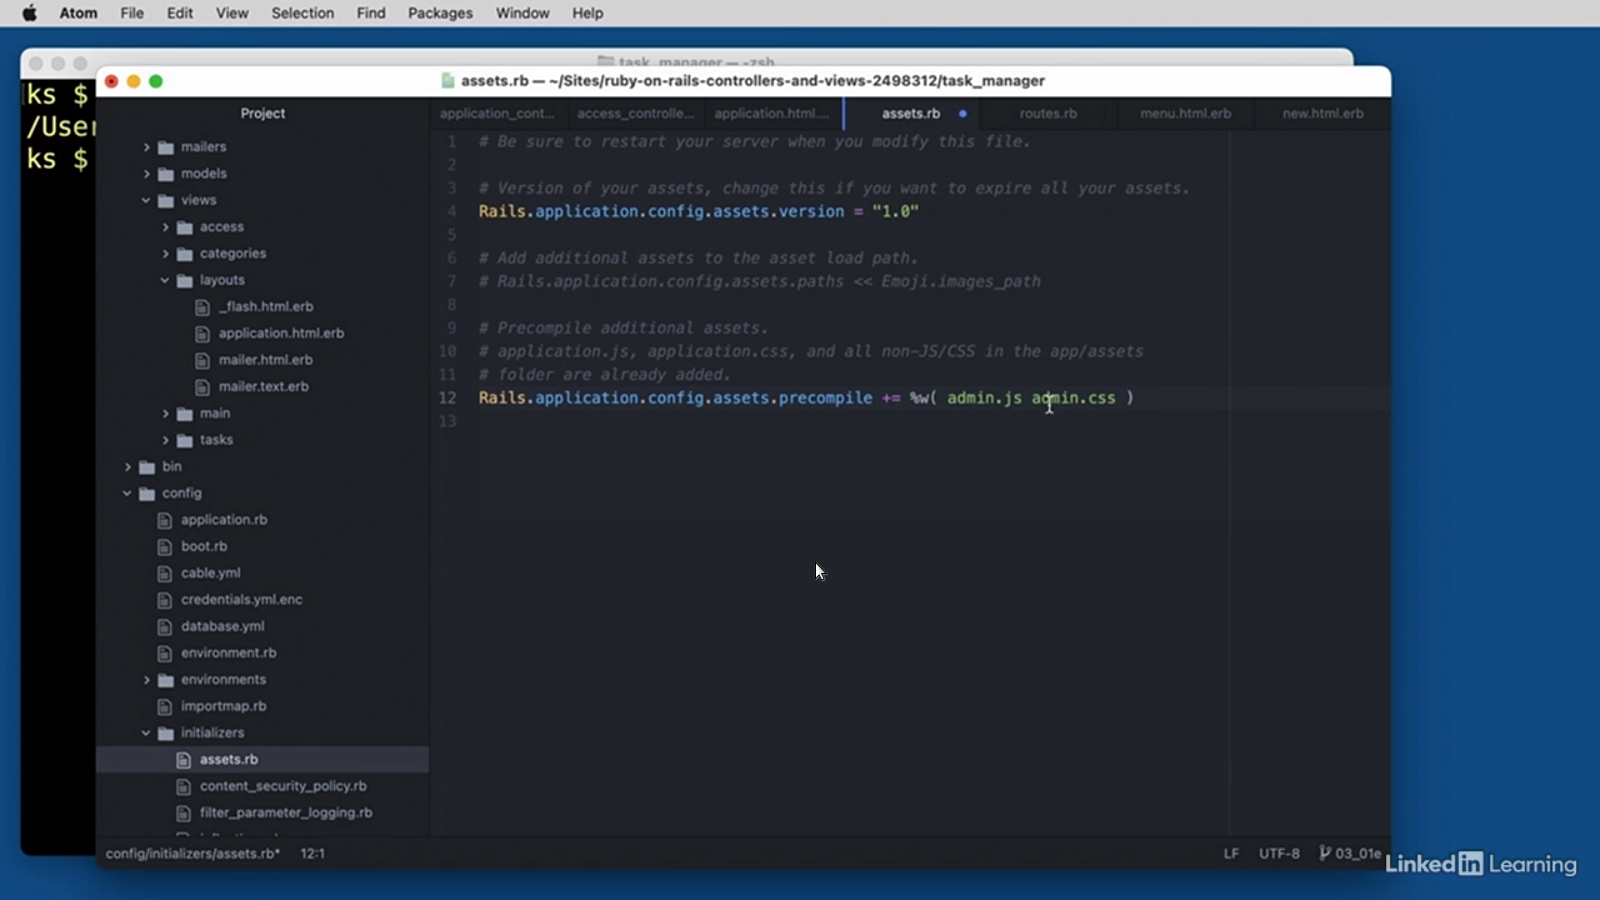 Atom File Edit View Selection Find Packages Window Help
task_manager — -zsh
ks $
/User
ks $
assets.rb — ~/Sites/ruby-on-rails-controllers-and-views-2498312/task_manager
Project
application_cont... access_controlle... application.html.... assets.rb routes.rb menu.html.erb new.html.erb
mailers
models
views
access
categories
layouts
_flash.html.erb
application.html.erb
mailer.html.erb
mailer.text.erb
main
tasks
bin
config
application.rb
boot.rb
cable.yml
credentials.yml.enc
database.yml
environment.rb
environments
importmap.rb
initializers
assets.rb
content_security_policy.rb
filter_parameter_logging.rb
1 # Be sure to restart your server when you modify this file.
2
3 # Version of your assets, change this if you want to expire all your assets.
4 Rails.application.config.assets.version = "1.0"
5
6 # Add additional assets to the asset load path.
7 # Rails.application.config.assets.paths << Emoji.images_path
8
9 # Precompile additional assets.
10 # application.js, application.css, and all non-JS/CSS in the app/assets
11 # folder are already added.
12 Rails.application.config.assets.precompile += %w( admin.js admin.css )
13
config/initializers/assets.rb* 12:1 LF UTF-8 03_01e
LinkedIn Learning